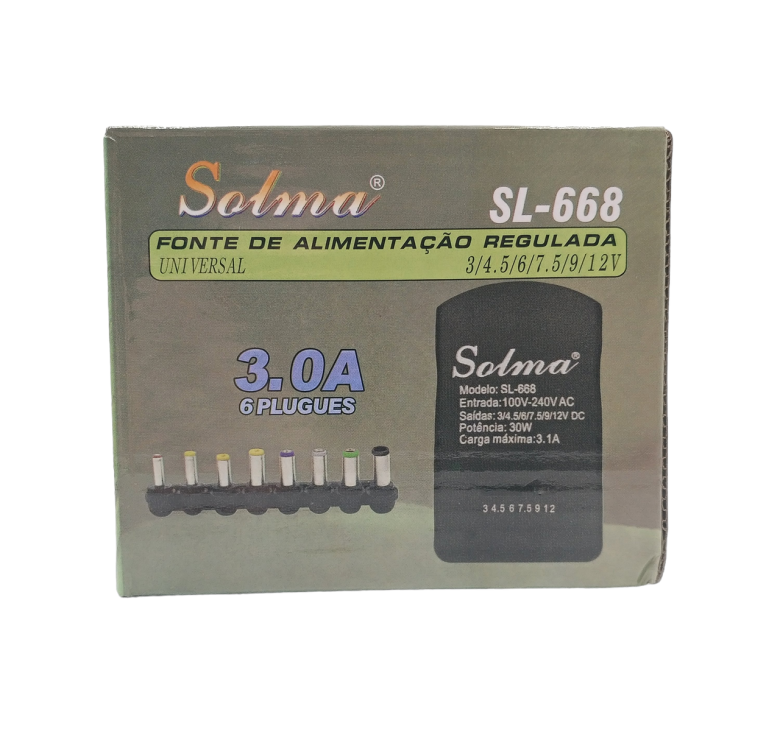 Solma®
SL-668
FONTE DE ALIMENTAÇÃO REGULADA
UNIVERSAL 3/4.5/6/7.5/9/12V
3.0A
6 PLUGUES
Solma®
Modelo: SL-668
Entrada: 100V-240V AC
Saídas: 3/4.5/6/7.5/9/12V DC
Potência: 30W
Carga máxima:3.1A
3 4.5 6 7.5 9 12